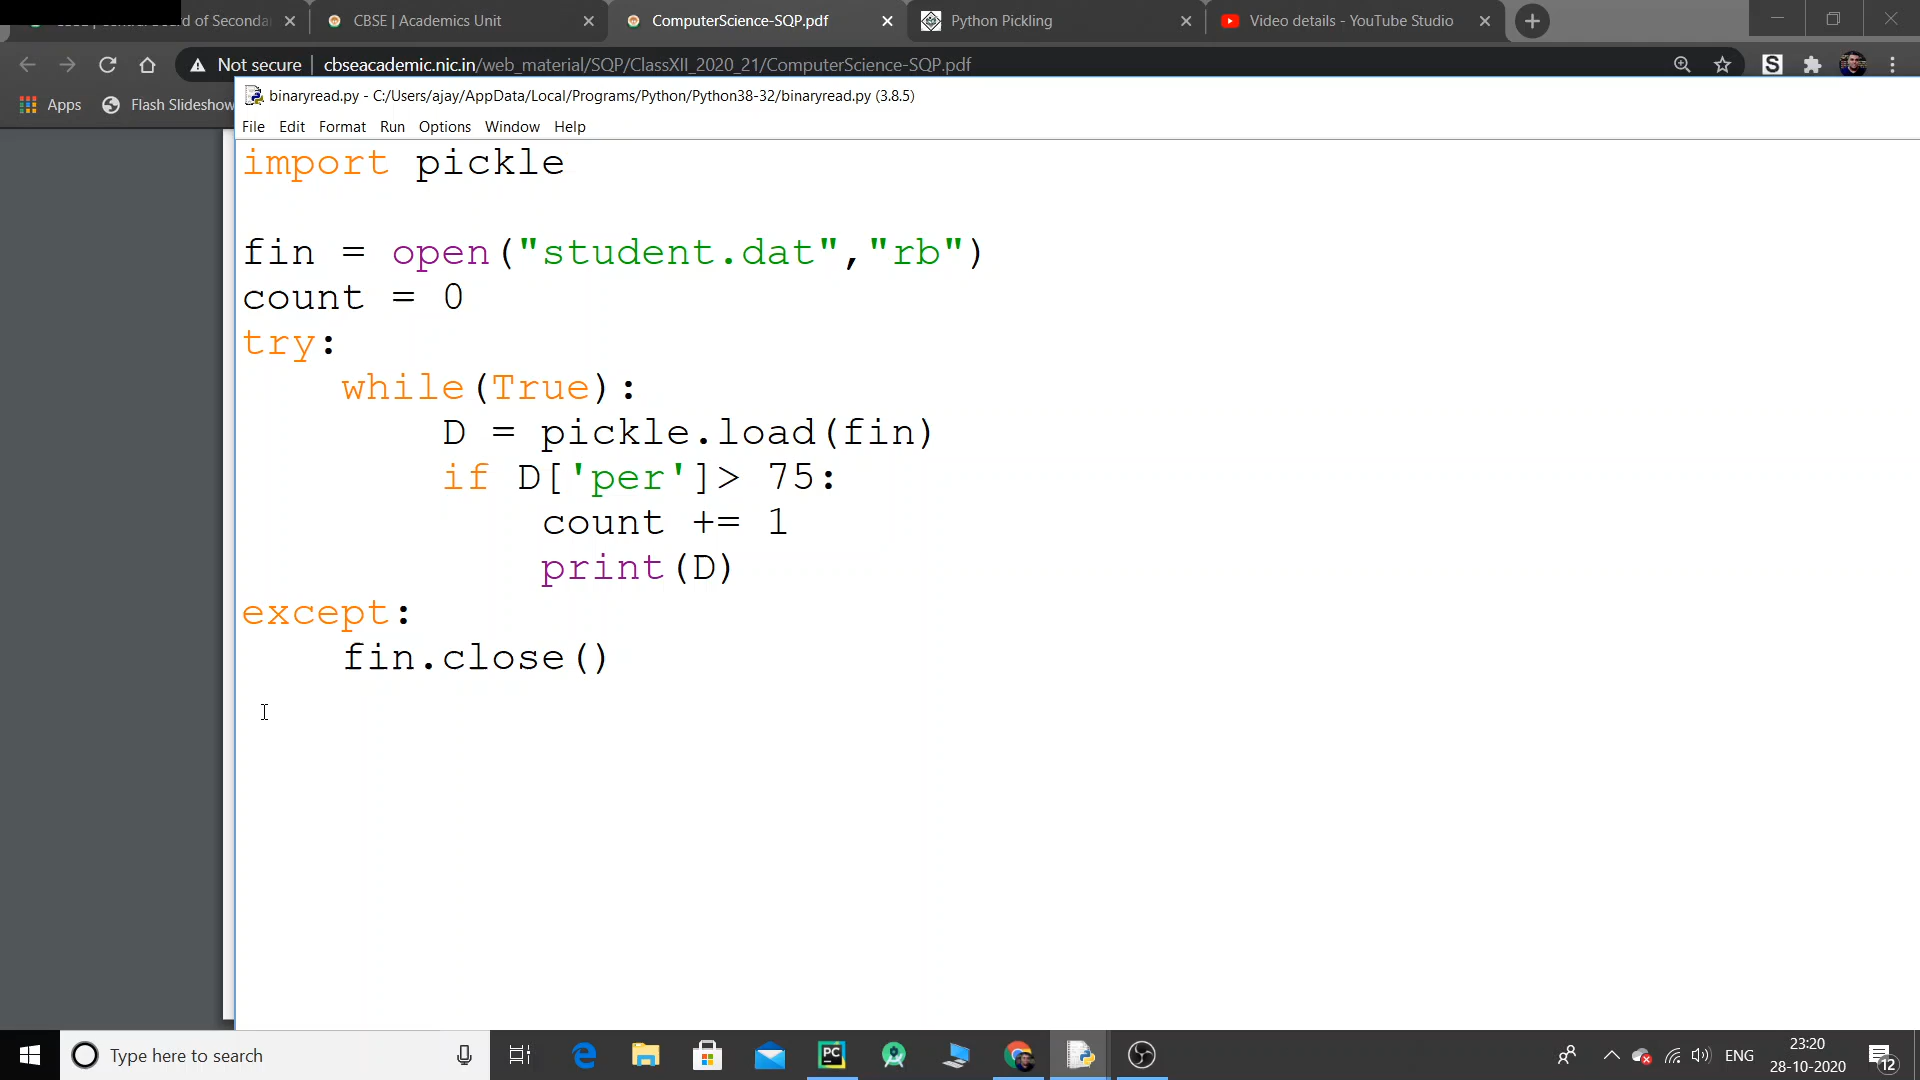 of Seconda
CBSE | Academics Unit
ComputerScience-SQP.pdf
Python Pickling
Video details - YouTube Studio
Not secure | cbseacademic.nic.in/web_material/SQP/ClassXII_2020_21/ComputerScience-SQP.pdf
Apps
Flash Slideshow
binaryread.py - C:/Users/ajay/AppData/Local/Programs/Python/Python38-32/binaryread.py (3.8.5)
File Edit Format Run Options Window Help
import pickle
fin = open("student.dat","rb")
count = 0
try:
    while(True):
        D = pickle.load(fin)
        if D['per']> 75:
            count += 1
            print(D)
except:
    fin.close()
Type here to search
PC
ENG
23:20
28-10-2020
12